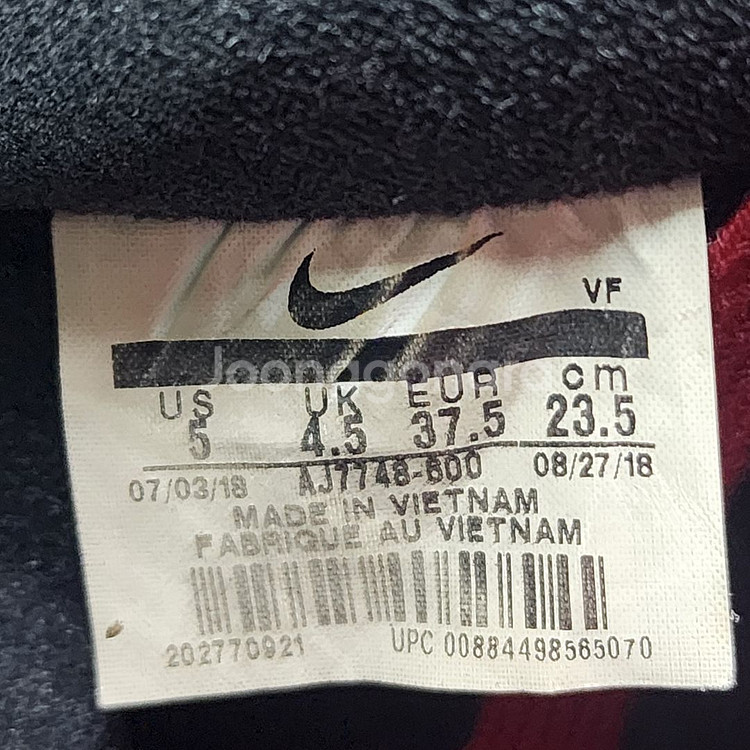 VF
Joonggonara
US UK EUR cm
5 4.5 37.5 23.5
07/03/18 AJ7748-600 08/27/18
MADE IN VIETNAM
FABRIQUE AU VIETNAM
202770921 UPC 00884498565070